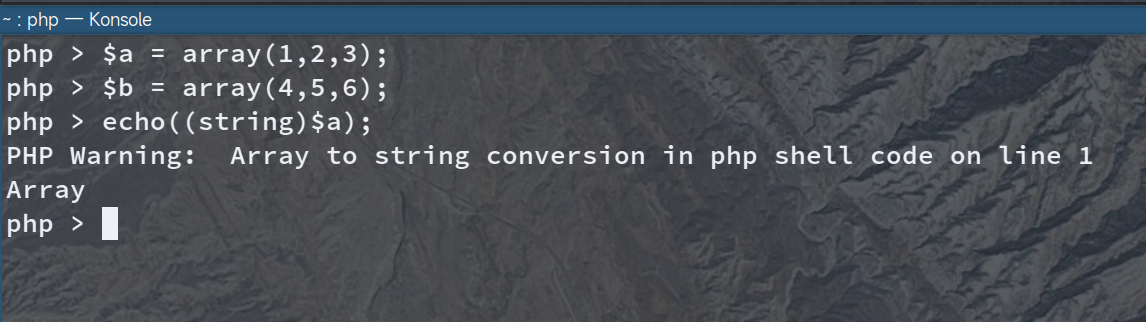 ~ : php — Konsole
php > $a = array(1,2,3);
php > $b = array(4,5,6);
php > echo((string)$a);
PHP Warning:  Array to string conversion in php shell code on line 1
Array
php >